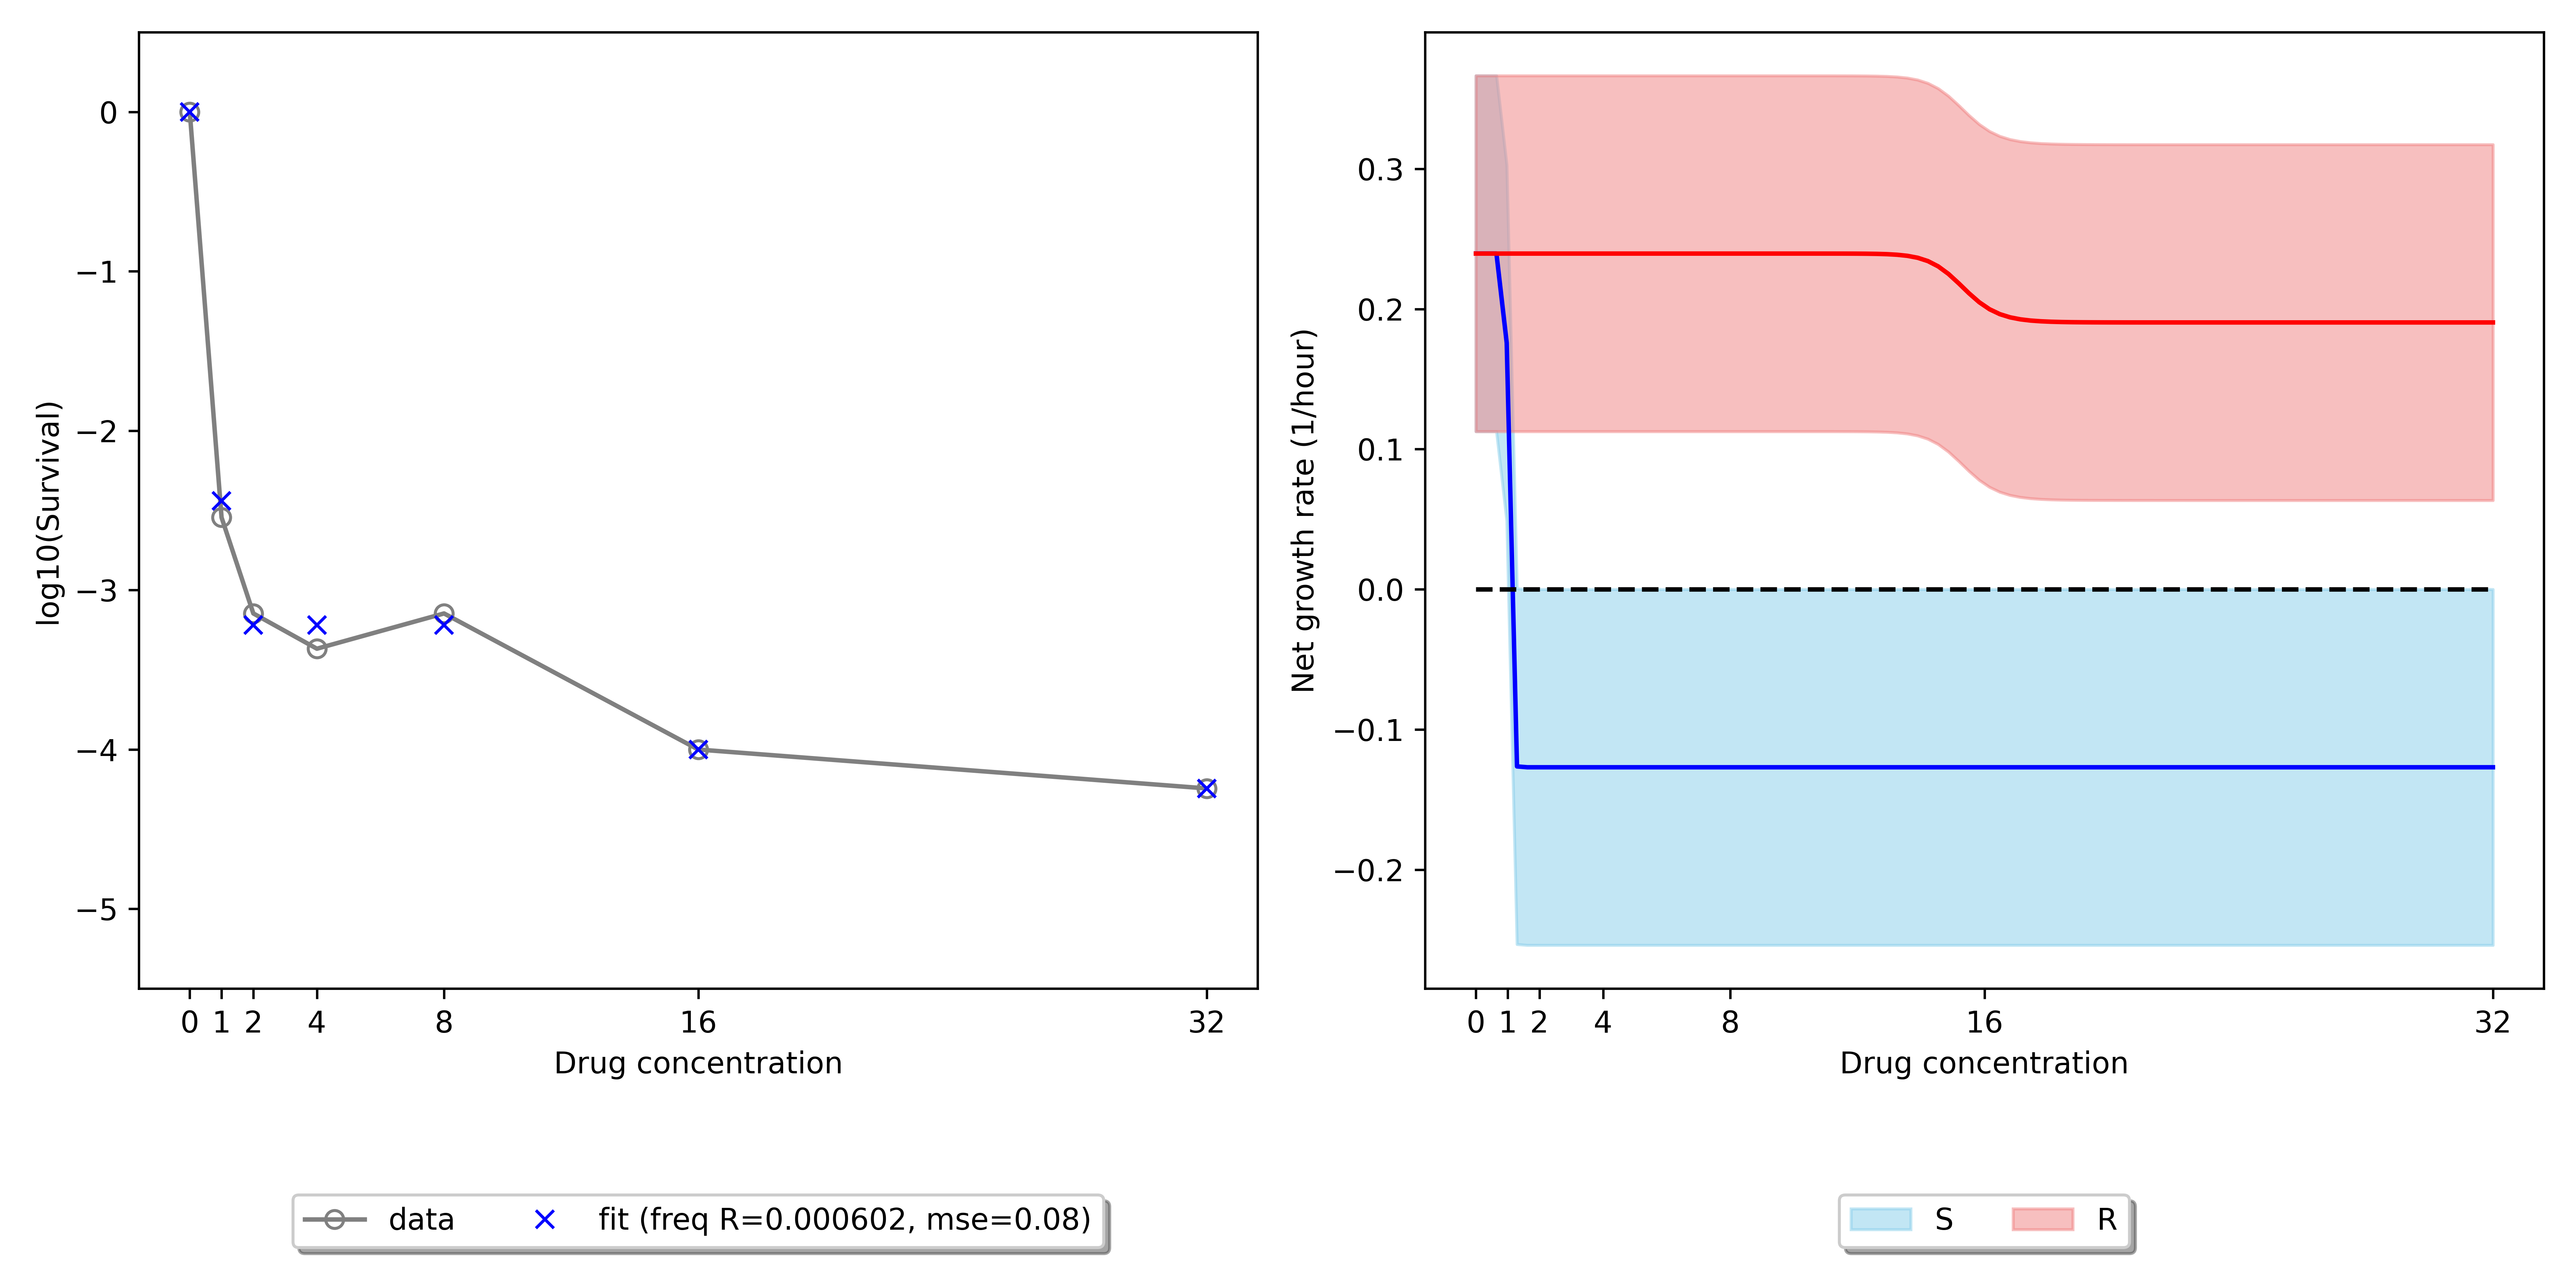 0
−1
−2
−3
−4
−5
log10(Survival)
0 1 2 4 8 16 32
Drug concentration
data fit (freq R=0.000602, mse=0.08)
0.3
0.2
0.1
0.0
−0.1
−0.2
Net growth rate (1/hour)
0 1 2 4 8 16 32
Drug concentration
S R